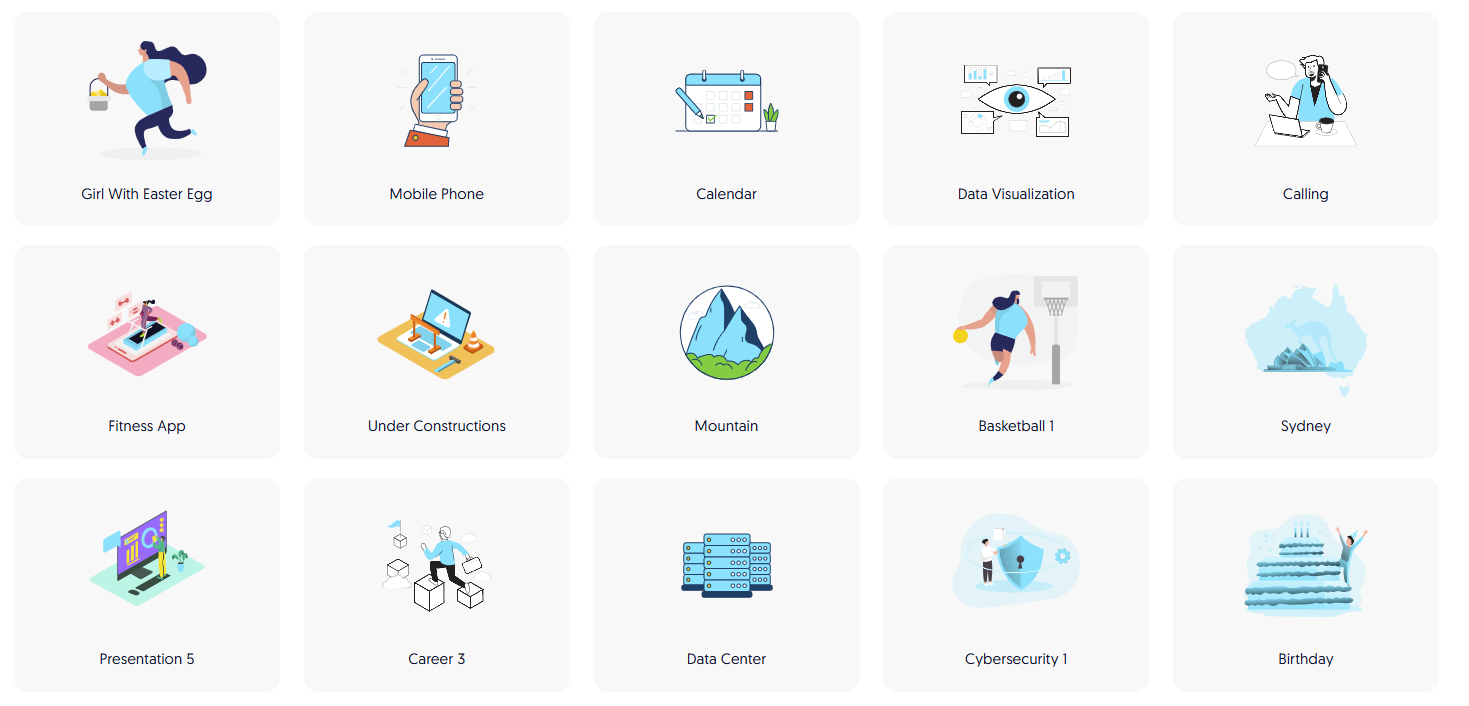 Girl With Easter Egg
Mobile Phone
Calendar
Data Visualization
Calling
Fitness App
Under Constructions
Mountain
Basketball 1
Sydney
Presentation 5
Career 3
Data Center
Cybersecurity 1
Birthday